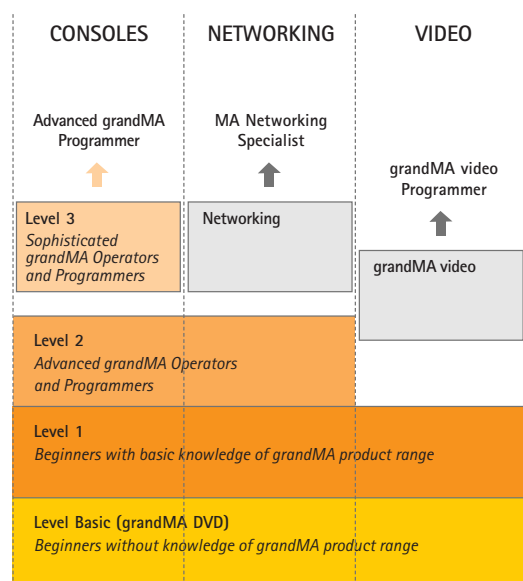 CONSOLES
NETWORKING
VIDEO
Advanced grandMA
Programmer
MA Networking
Specialist
grandMA video
Programmer
Level 3
Sophisticated
grandMA Operators
and Programmers
Networking
grandMA video
Level 2
Advanced grandMA Operators
and Programmers
Level 1
Beginners with basic knowledge of grandMA product range
Level Basic (grandMA DVD)
Beginners without knowledge of grandMA product range